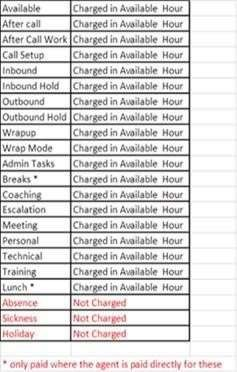 Available Charged in Available Hour
After call Charged in Available Hour
After Call Work Charged in Available Hour
Call Setup Charged in Available Hour
Inbound Charged in Available Hour
Inbound Hold Charged in Available Hour
Outbound Charged in Available Hour
Outbound Hold Charged in Available Hour
Wrapup Charged in Available Hour
Wrap Mode Charged in Available Hour
Admin Tasks Charged in Available Hour
Breaks * Charged in Available Hour
Coaching Charged in Available Hour
Escalation Charged in Available Hour
Meeting Charged in Available Hour
Personal Charged in Available Hour
Technical Charged in Available Hour
Training Charged in Available Hour
Lunch * Charged in Available Hour
Absence Not Charged
Sickness Not Charged
Holiday Not Charged
* only paid where the agent is paid directly for these